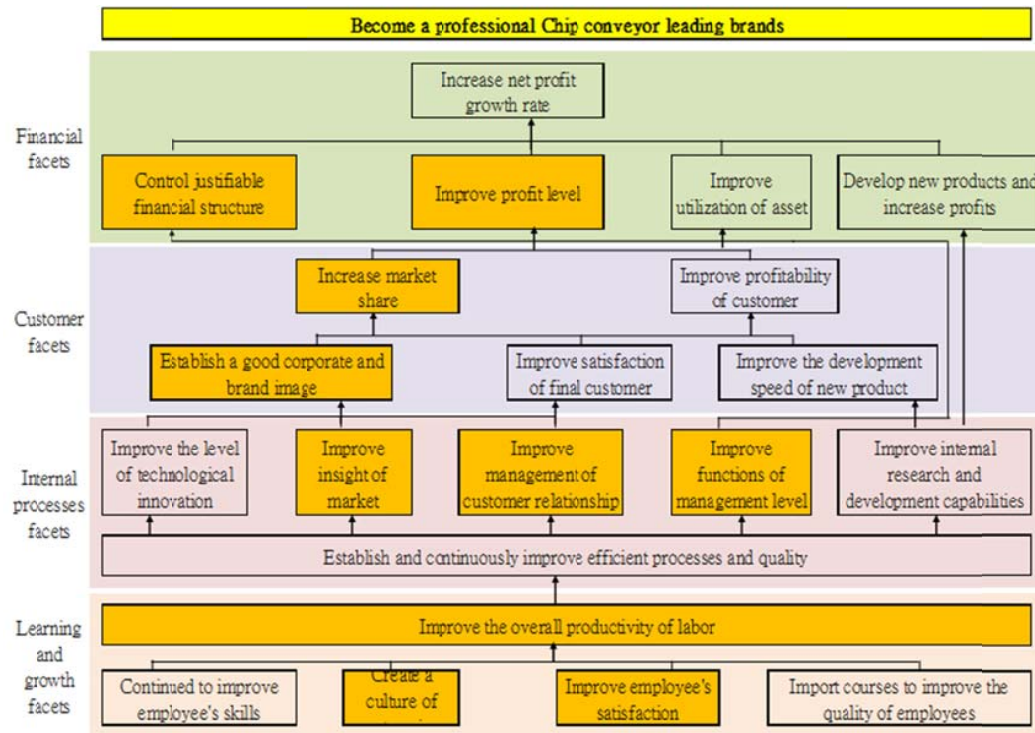 Become a professional Chip conveyor leading brands
Financial
facets
Increase net profit
growth rate
Control justifiable
financial structure
Improve profit level
Improve
utilization of asset
Develop new products and
increase profits
Customer
facets
Increase market
share
Improve profitability
of customer
Establish a good corporate and
brand image
Improve satisfaction
of final customer
Improve the development
speed of new product
Internal
processes
facets
Improve the level
of technological
innovation
Improve
insight of
market
Improve
management of
customer relationship
Improve
functions of
management level
Improve internal
research and
development capabilities
Establish and continuously improve efficient processes and quality
Learning
and
growth
facets
Improve the overall productivity of labor
Continued to improve
employee's skills
Create a
culture of
Improve employee's
satisfaction
Import courses to improve the
quality of employees